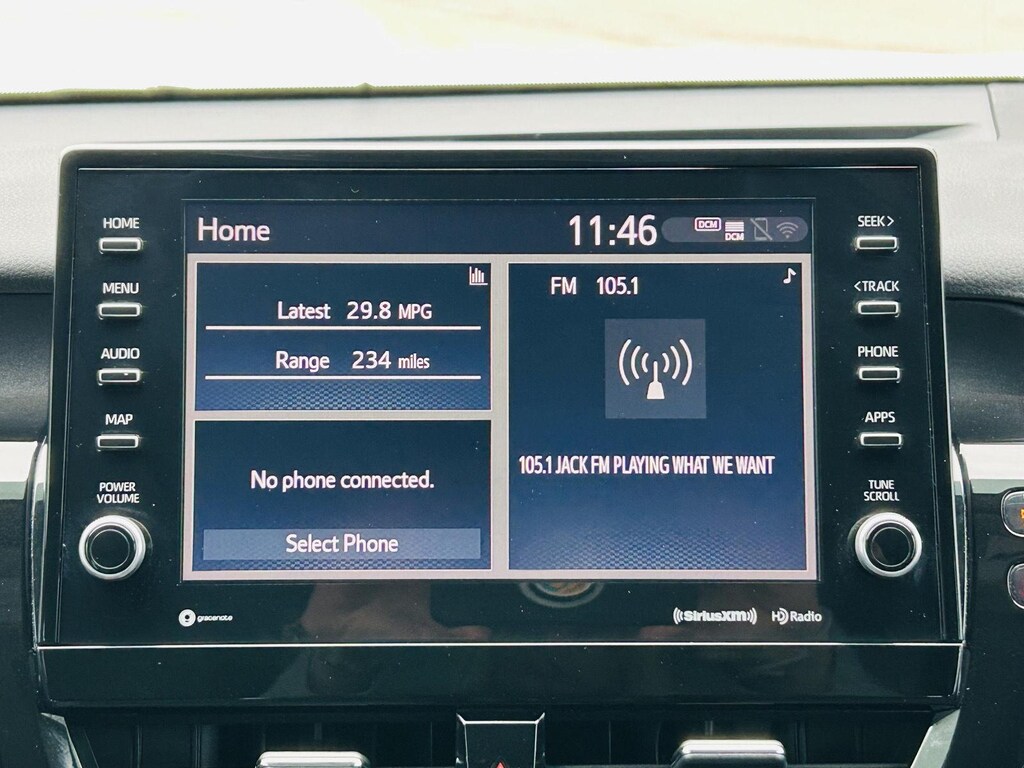 HOME
MENU
AUDIO
MAP
POWER
VOLUME
Home
11:46
DCM
DCM
Latest 29.8 MPG
Range 234 miles
No phone connected.
Select Phone
FM 105.1
105.1 JACK FM PLAYING WHAT WE WANT
SEEK>
<TRACK
PHONE
APPS
TUNE
SCROLL
gracenote
SiriusXM
HD Radio